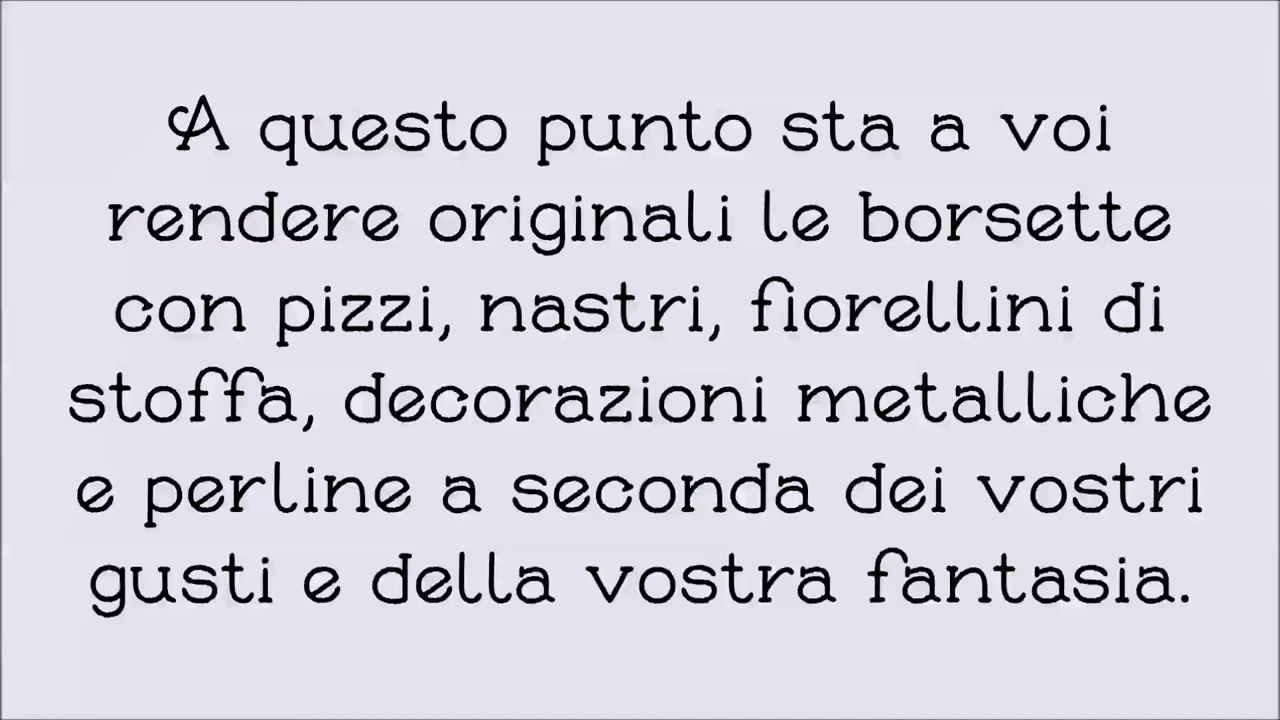 A questo punto sta a voi
rendere originali le borsette
con pizzi, nastri, fiorellini di
stoffa, decorazioni metalliche
e perline a seconda dei vostri
gusti e della vostra fantasia.